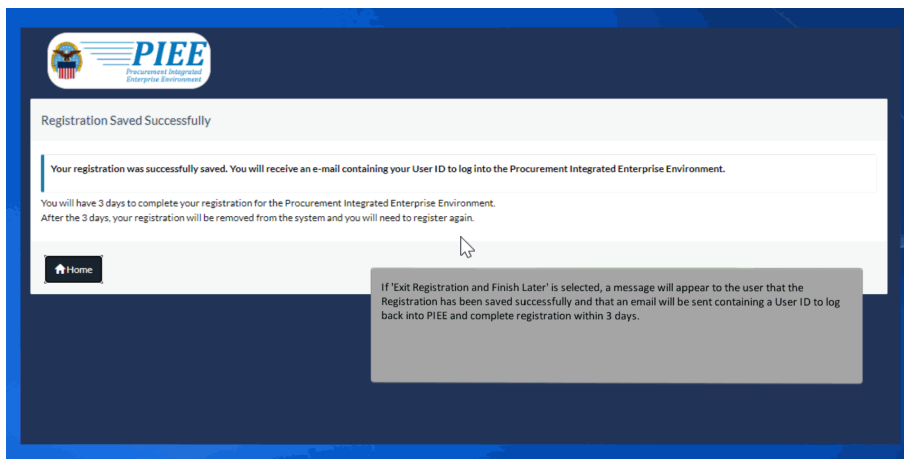 PIEE
Procurement Integrated
Enterprise Environment
Registration Saved Successfully
Your registration was successfully saved. You will receive an e-mail containing your User ID to log into the Procurement Integrated Enterprise Environment.
You will have 3 days to complete your registration for the Procurement Integrated Enterprise Environment.
After the 3 days, your registration will be removed from the system and you will need to register again.
Home
If 'Exit Registration and Finish Later' is selected, a message will appear to the user that the
Registration has been saved successfully and that an email will be sent containing a User ID to log
back into PIEE and complete registration within 3 days.